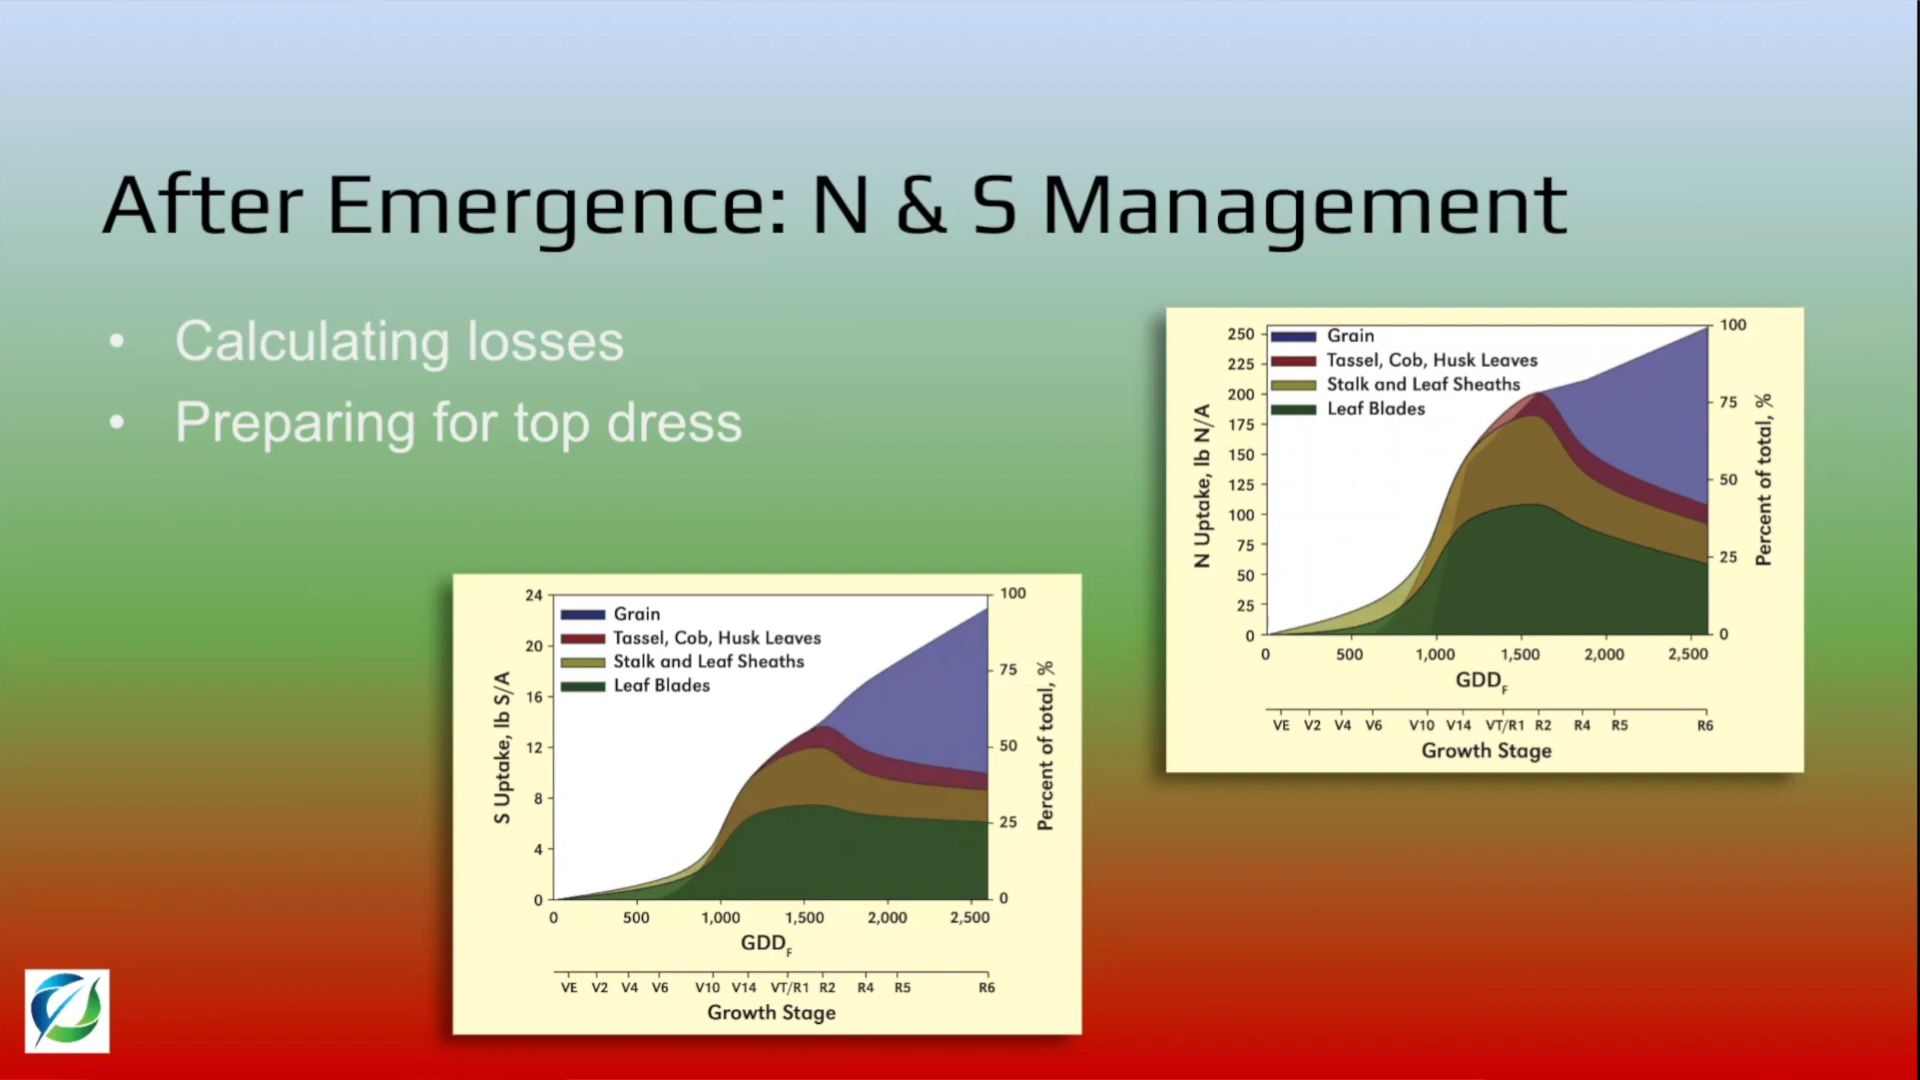 After Emergence: N & S Management
• Calculating losses
• Preparing for top dress
250
225
200
175
150
125
100
75
50
25
0
N Uptake, lb N/A
Grain
Tassel, Cob, Husk Leaves
Stalk and Leaf Sheaths
Leaf Blades
100
75
50
25
0
Percent of total, %
0 500 1,000 1,500 2,000 2,500
GDDF
VE V2 V4 V6 V10 V14 VT/R1 R2 R4 R5 R6
Growth Stage
24
20
16
12
8
4
0
S Uptake, lb S/A
Grain
Tassel, Cob, Husk Leaves
Stalk and Leaf Sheaths
Leaf Blades
100
75
50
25
0
Percent of total, %
0 500 1,000 1,500 2,000 2,500
GDDF
VE V2 V4 V6 V10 V14 VT/R1 R2 R4 R5 R6
Growth Stage